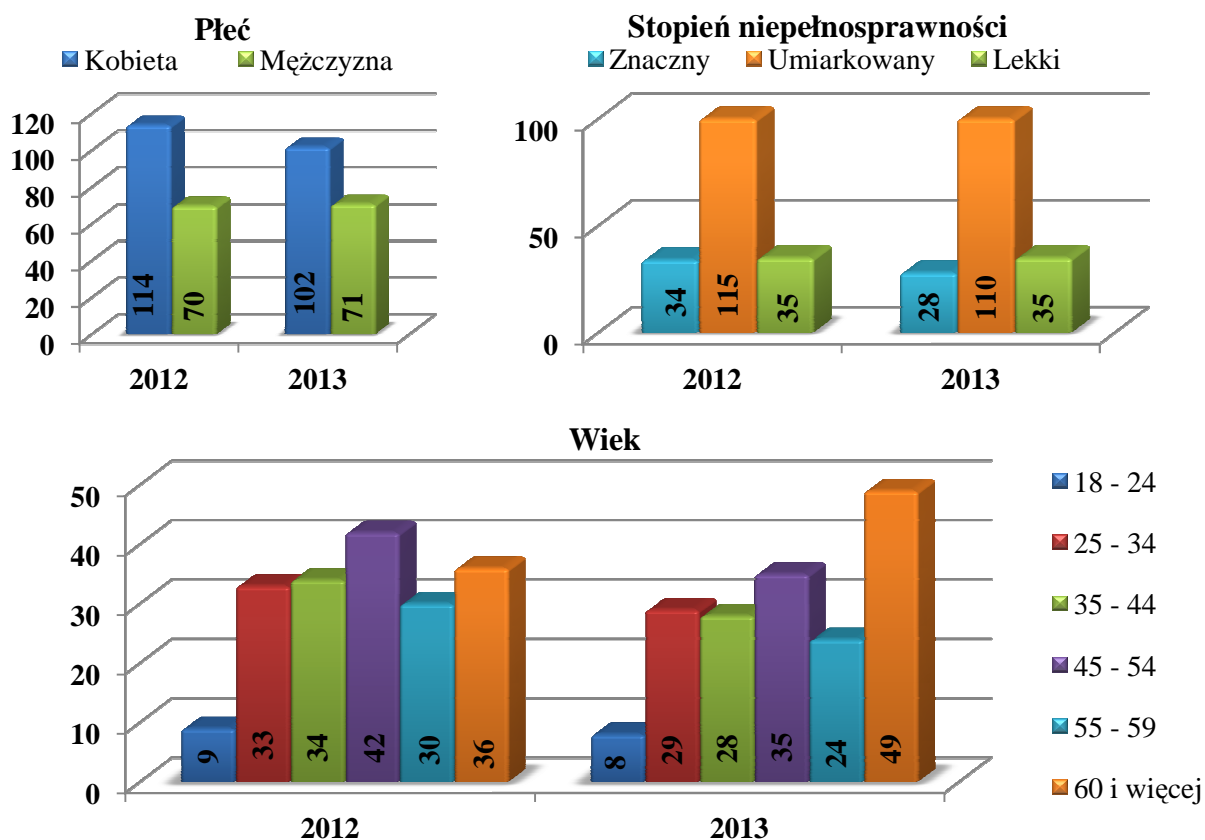 Płeć
Kobieta Mężczyzna
120
100
80
60
40
20
0
114 70 102 71
2012 2013
Stopień niepełnosprawności
Znaczny Umiarkowany Lekki
100
50
0
34 115 35 28 110 35
2012 2013
Wiek
50
40
30
20
10
0
9 33 34 42 30 36 8 29 28 35 24 49
2012 2013
18 - 24
25 - 34
35 - 44
45 - 54
55 - 59
60 i więcej